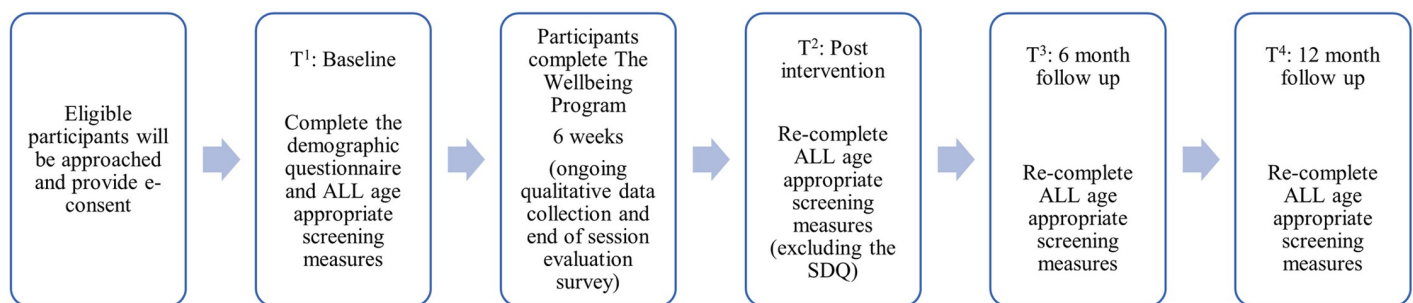 Eligible
participants will
be approached
and provide e-
consent
T¹: Baseline
Complete the
demographic
questionnaire
and ALL age
appropriate
screening
measures
Participants
complete The
Wellbeing
Program
6 weeks
(ongoing
qualitative data
collection and
end of session
evaluation
survey)
T²: Post
intervention
Re-complete
ALL age
appropriate
screening
measures
(excluding the
SDQ)
T³: 6 month
follow up
Re-complete
ALL age
appropriate
screening
measures
T⁴: 12 month
follow up
Re-complete
ALL age
appropriate
screening
measures